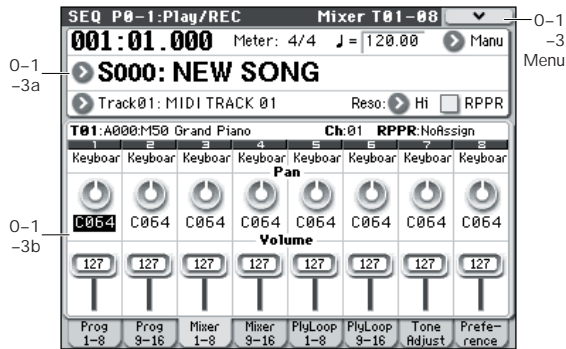 SEQ P0-1:Play/REC Mixer T01-08
0–1
–3
Menu
001:01.000 Meter: 4/4 ♩= 120.00 Manu
0–1
–3a
S000: NEW SONG
Track01: MIDI TRACK 01 Reso: Hi RPPR
T01:A000:M50 Grand Piano Ch:01 RPPR:NoAssign
1 2 3 4 5 6 7 8
Keyboar Keyboar Keyboar Keyboar Keyboar Keyboar Keyboar Keyboar
Pan
0–1
–3b
C064 C064 C064 C064 C064 C064 C064 C064
Volume
127 127 127 127 127 127 127 127
Prog 1-8 Prog 9-16 Mixer 1-8 Mixer 9-16 PlyLoop 1-8 PlyLoop 9-16 Tone Adjust Prefe-rence